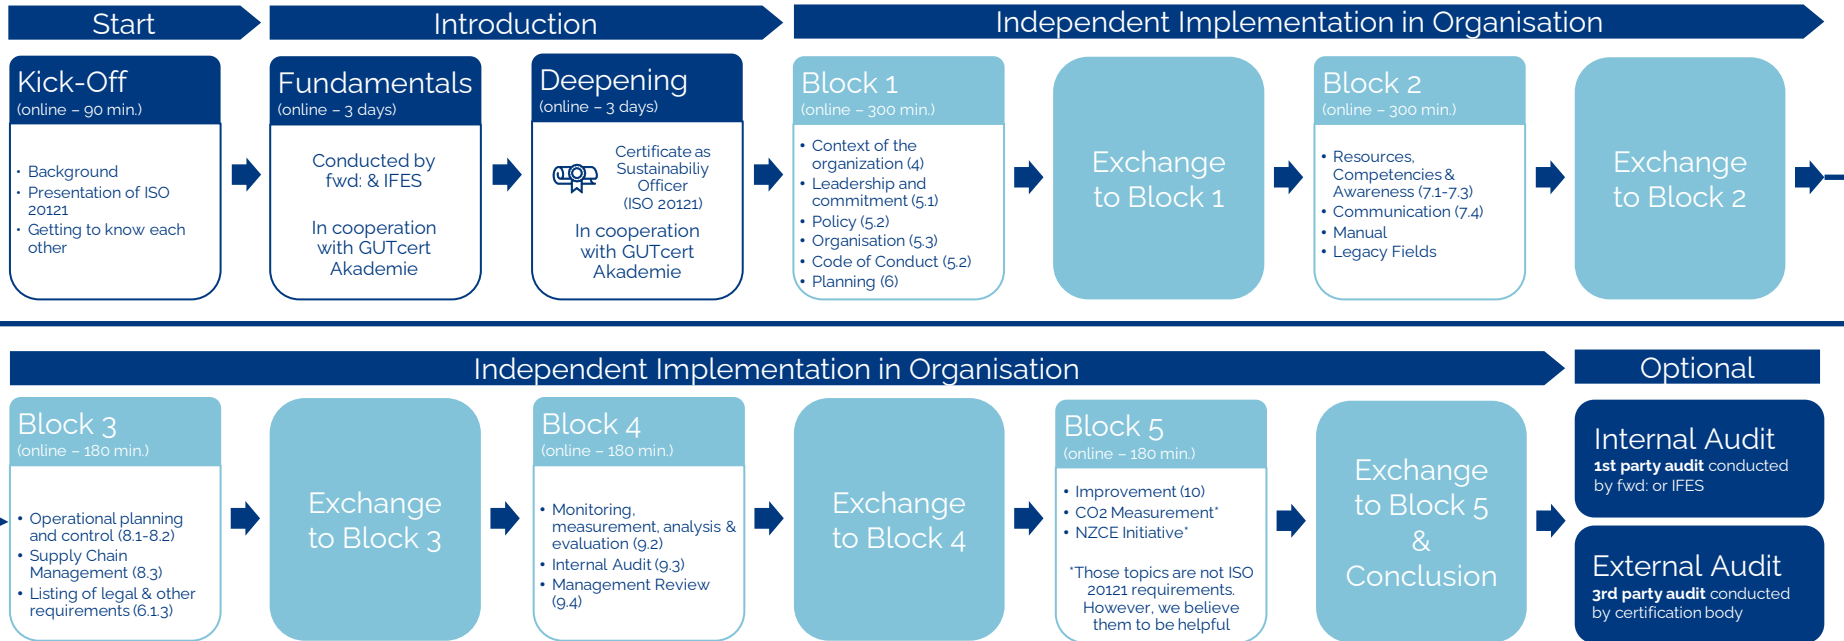 Start
Introduction
Independent Implementation in Organisation
Kick-Off
(online – 90 min.)
• Background
• Presentation of ISO
20121
• Getting to know each
other
Fundamentals
(online – 3 days)
Conducted by
fwd: & IFES
In cooperation
with GUTcert
Akademie
Deepening
(online – 3 days)
Certificate as
Sustainabiliy
Officer
(ISO 20121)
In cooperation
with GUTcert
Akademie
Block 1
(online – 300 min.)
• Context of the
organization (4)
• Leadership and
commitment (5.1)
• Policy (5.2)
• Organisation (5.3)
• Code of Conduct (5.2)
• Planning (6)
Exchange
to Block 1
Block 2
(online – 300 min.)
• Resources,
Competencies &
Awareness (7.1-7.3)
• Communication (7.4)
• Manual
• Legacy Fields
Exchange
to Block 2
Independent Implementation in Organisation
Optional
Block 3
(online – 180 min.)
• Operational planning
and control (8.1-8.2)
• Supply Chain
Management (8.3)
• Listing of legal & other
requirements (6.1.3)
Exchange
to Block 3
Block 4
(online – 180 min.)
• Monitoring,
measurement, analysis &
evaluation (9.2)
• Internal Audit (9.3)
• Management Review
(9.4)
Exchange
to Block 4
Block 5
(online – 180 min.)
• Improvement (10)
• CO2 Measurement*
• NZCE Initiative*
*Those topics are not ISO
20121 requirements.
However, we believe
them to be helpful
Exchange
to Block 5
&
Conclusion
Internal Audit
1st party audit conducted
by fwd: or IFES
External Audit
3rd party audit conducted
by certification body